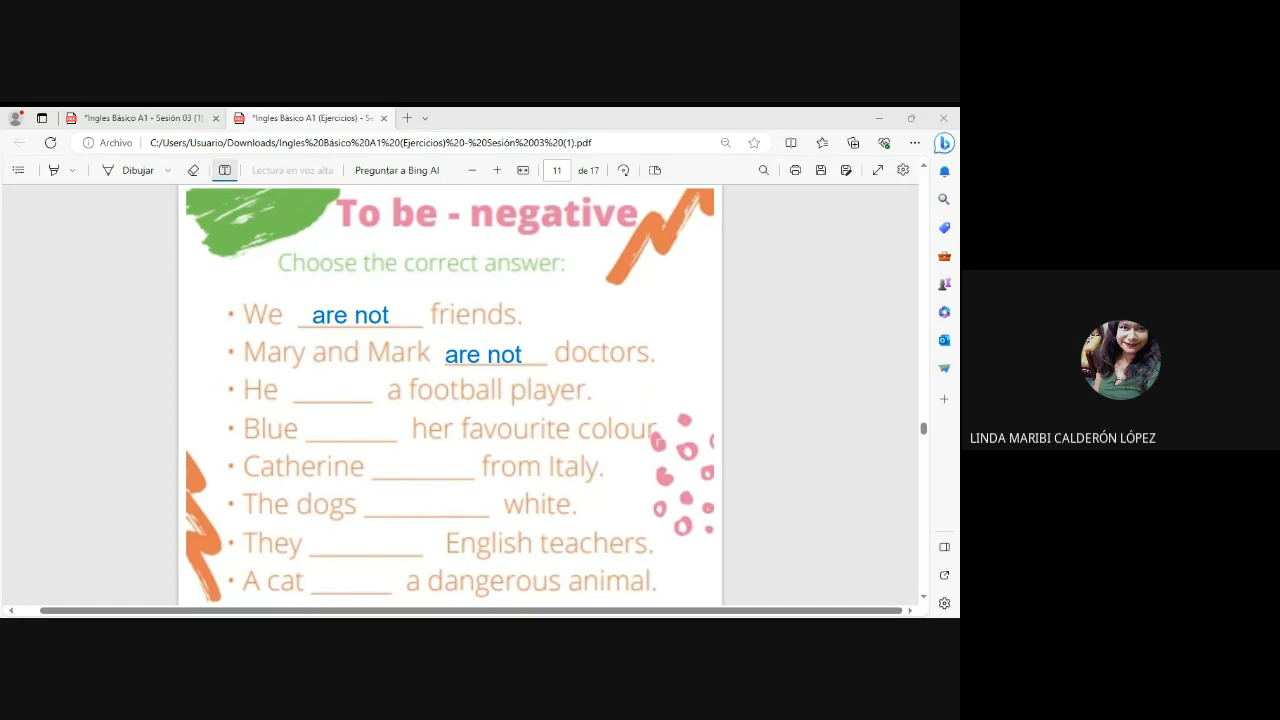 *Ingles Básico A1 - Sesión 03 (1)
*Ingles Básico A1 (Ejercicios) - Se
Archivo
C:/Users/Usuario/Downloads/Ingles%20Básico%20A1%20(Ejercicios)%20-%20Sesión%2003%20(1).pdf
Dibujar
Lectura en voz alta
Preguntar a Bing AI
11
de 17
To be - negative
Choose the correct answer:
• We are not friends.
• Mary and Mark are not doctors.
• He ______ a football player.
• Blue _______ her favourite colour.
• Catherine ________ from Italy.
• The dogs __________ white.
• They _________ English teachers.
• A cat ______ a dangerous animal.
LINDA MARIBI CALDERÓN LÓPEZ